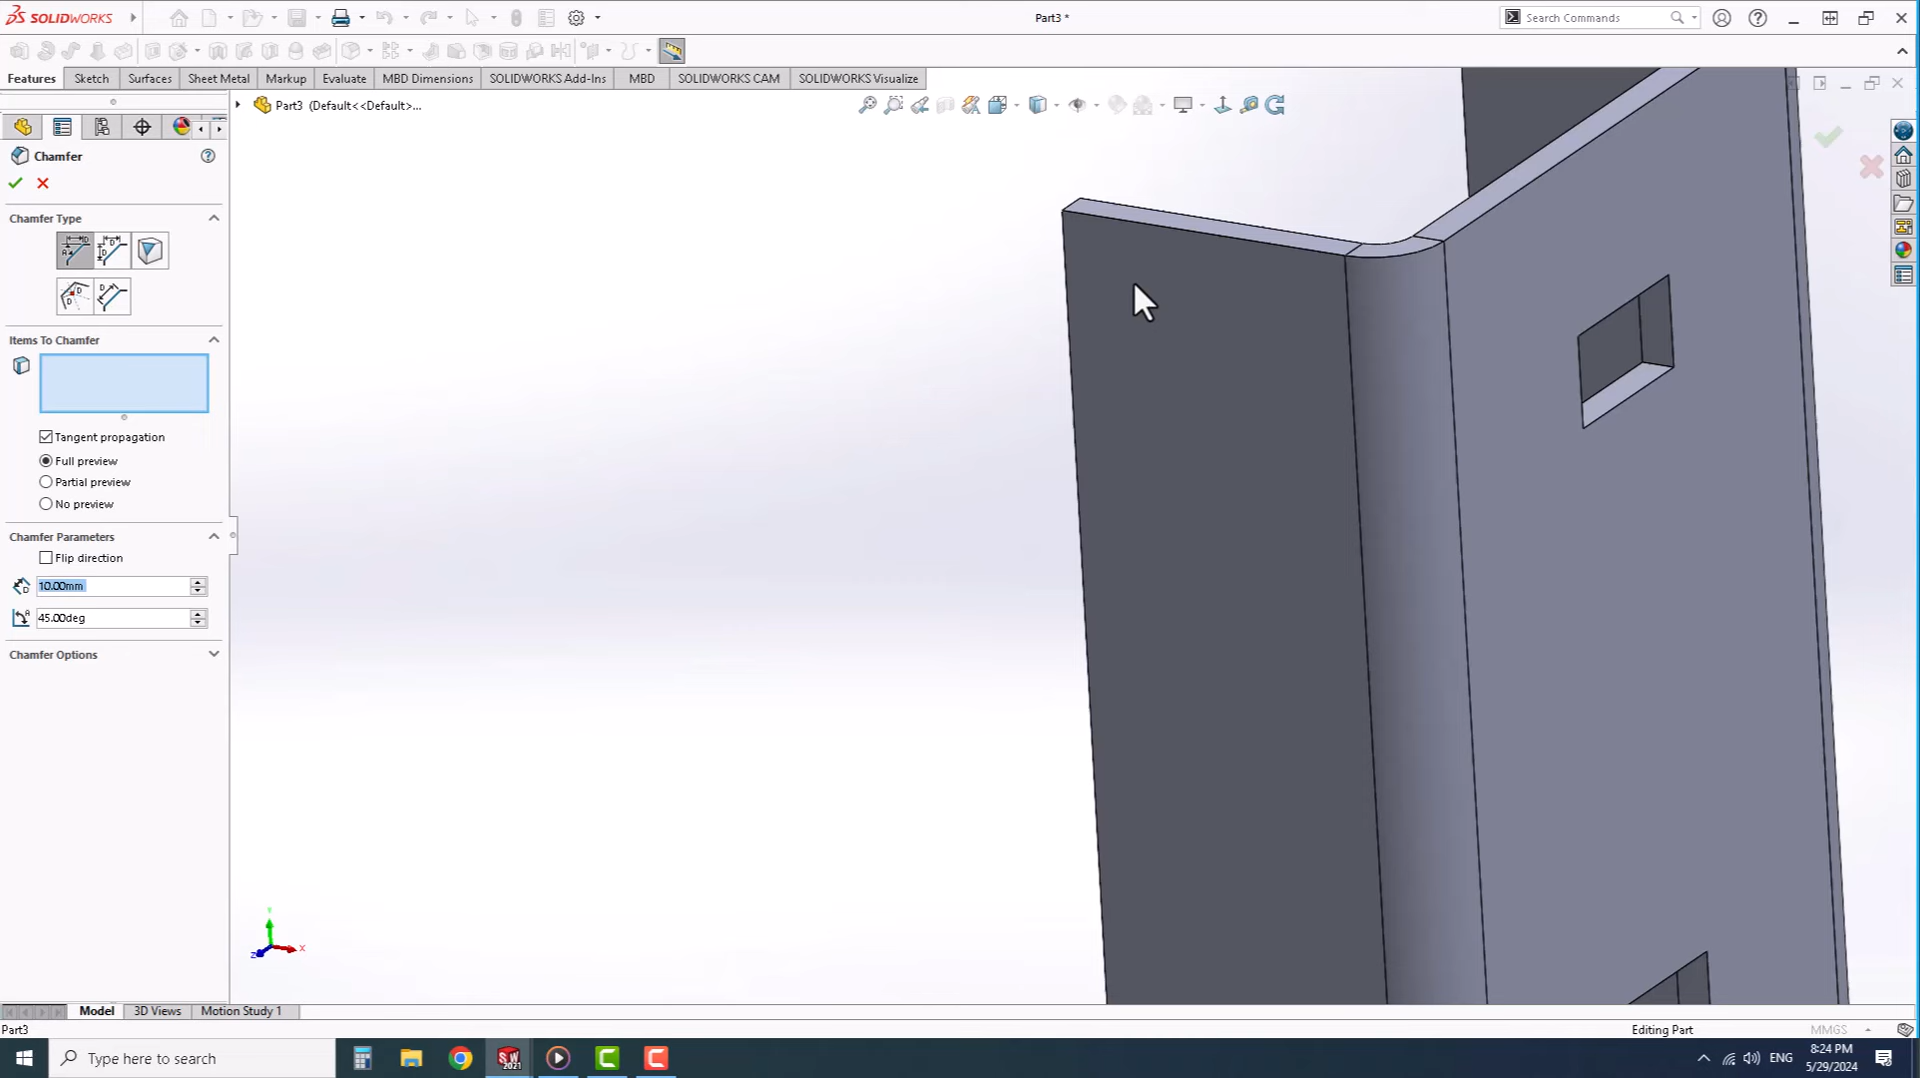 SOLIDWORKS
Part3 *
Search Commands
Features
Sketch
Surfaces
Sheet Metal
Markup
Evaluate
MBD Dimensions
SOLIDWORKS Add-Ins
MBD
SOLIDWORKS CAM
SOLIDWORKS Visualize
Part3 (Default<<Default>...
Chamfer
Chamfer Type
Items To Chamfer
Tangent propagation
Full preview
Partial preview
No preview
Chamfer Parameters
Flip direction
10.00mm
45.00deg
Chamfer Options
Y
X
Z
Model
3D Views
Motion Study 1
Part3
Editing Part
MMGS
Type here to search
SW
2021
ENG
8:24 PM
5/29/2024